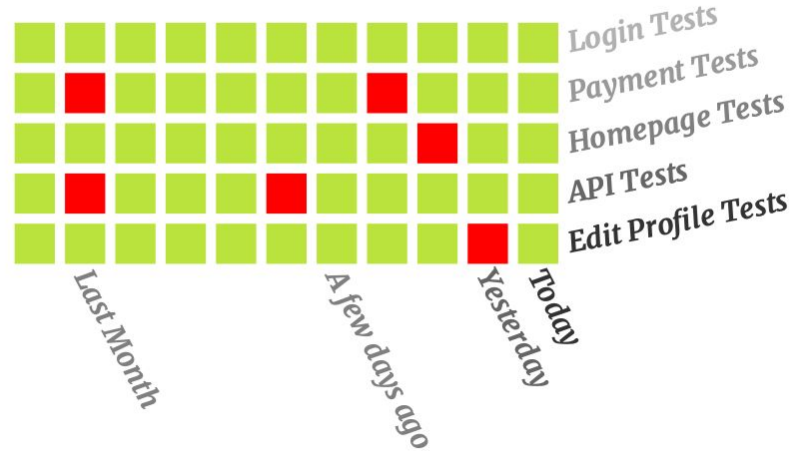 Login Tests
Payment Tests
Homepage Tests
API Tests
Edit Profile Tests
Last Month
A few days ago
Yesterday
Today